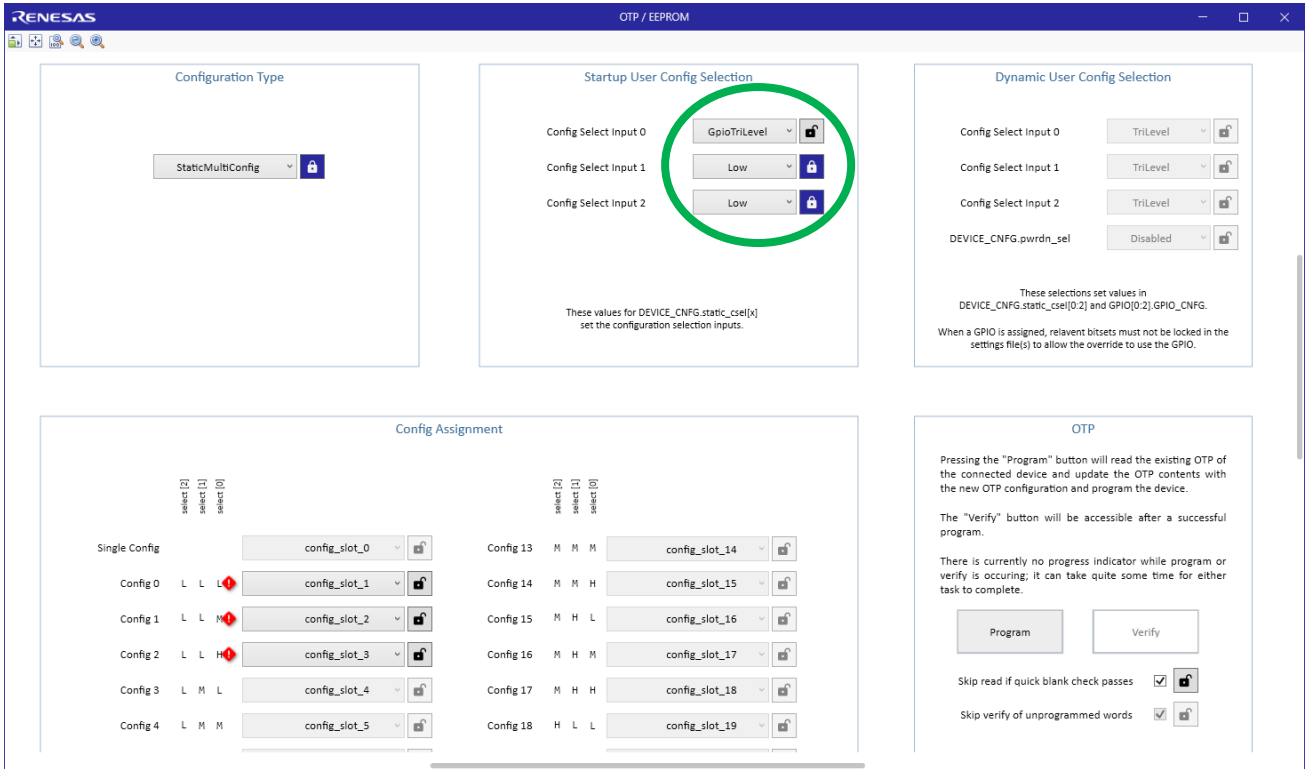 RENESAS
OTP / EEPROM
Configuration Type
StaticMultiConfig
Startup User Config Selection
Config Select Input 0 GpioTriLevel
Config Select Input 1 Low
Config Select Input 2 Low
These values for DEVICE_CNFG.static_csel[x]
set the configuration selection inputs.
Dynamic User Config Selection
Config Select Input 0 TriLevel
Config Select Input 1 TriLevel
Config Select Input 2 TriLevel
DEVICE_CNFG.pwrdn_sel Disabled
These selections set values in
DEVICE_CNFG.static_csel[0:2] and GPIO[0:2].GPIO_CNFG.
When a GPIO is assigned, relavent bitsets must not be locked in the
settings file(s) to allow the override to use the GPIO.
Config Assignment
select [2]
select [1]
select [0]
Single Config config_slot_0
Config 0 L L L config_slot_1
Config 1 L L M config_slot_2
Config 2 L L H config_slot_3
Config 3 L M L config_slot_4
Config 4 L M M config_slot_5
select [2]
select [1]
select [0]
Config 13 M M M config_slot_14
Config 14 M M H config_slot_15
Config 15 M H L config_slot_16
Config 16 M H M config_slot_17
Config 17 M H H config_slot_18
Config 18 H L L config_slot_19
OTP
Pressing the "Program" button will read the existing OTP of
the connected device and update the OTP contents with
the new OTP configuration and program the device.
The "Verify" button will be accessible after a successful
program.
There is currently no progress indicator while program or
verify is occuring; it can take quite some time for either
task to complete.
Program Verify
Skip read if quick blank check passes
Skip verify of unprogrammed words